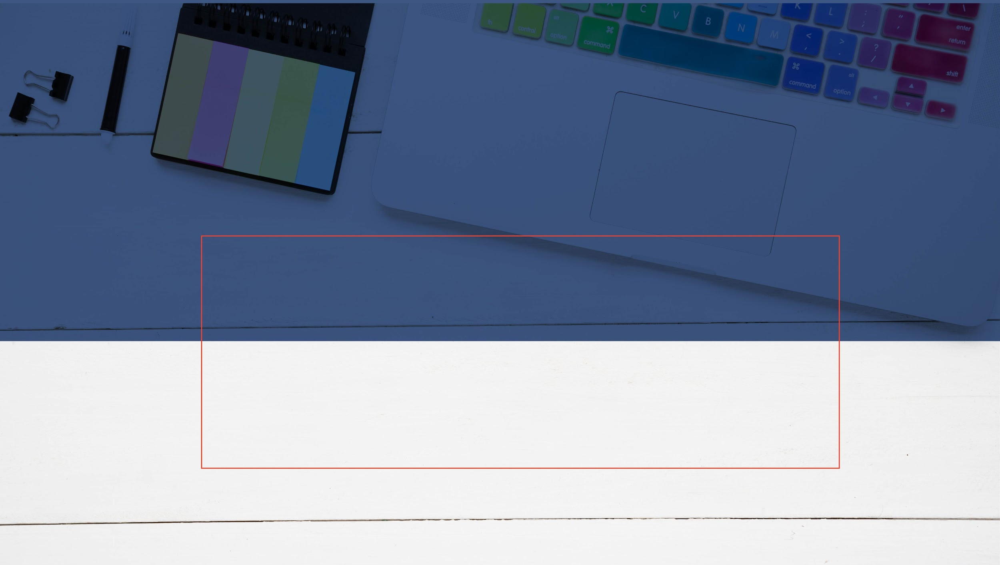 C V B N M K L : ; " ' \
fn control alt option ⌘ command
< , > . ? /
enter return
shift
⌘ command alt option